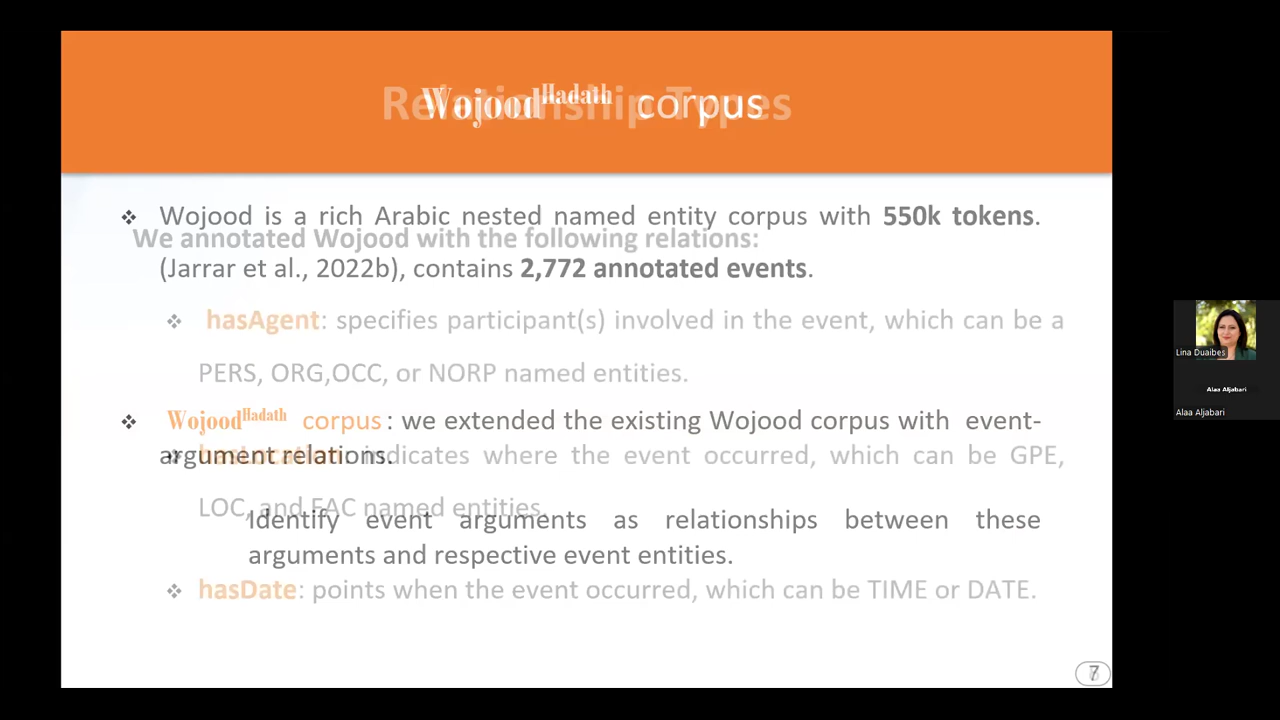 Wojood Hadath corpus
Relationship Types
Wojood is a rich Arabic nested named entity corpus with 550k tokens.
(Jarrar et al., 2022b), contains 2,772 annotated events.
Wojood Hadath corpus : we extended the existing Wojood corpus with event-
argument relations.
Identify event arguments as relationships between these
arguments and respective event entities.
We annotated Wojood with the following relations:
hasAgent: specifies participant(s) involved in the event, which can be a
PERS, ORG,OCC, or NORP named entities.
hasLocation: indicates where the event occurred, which can be GPE,
LOC, and FAC named entities.
hasDate: points when the event occurred, which can be TIME or DATE.
7
Lina Duaibes
Alaa Aljabari
Alaa Aljabari